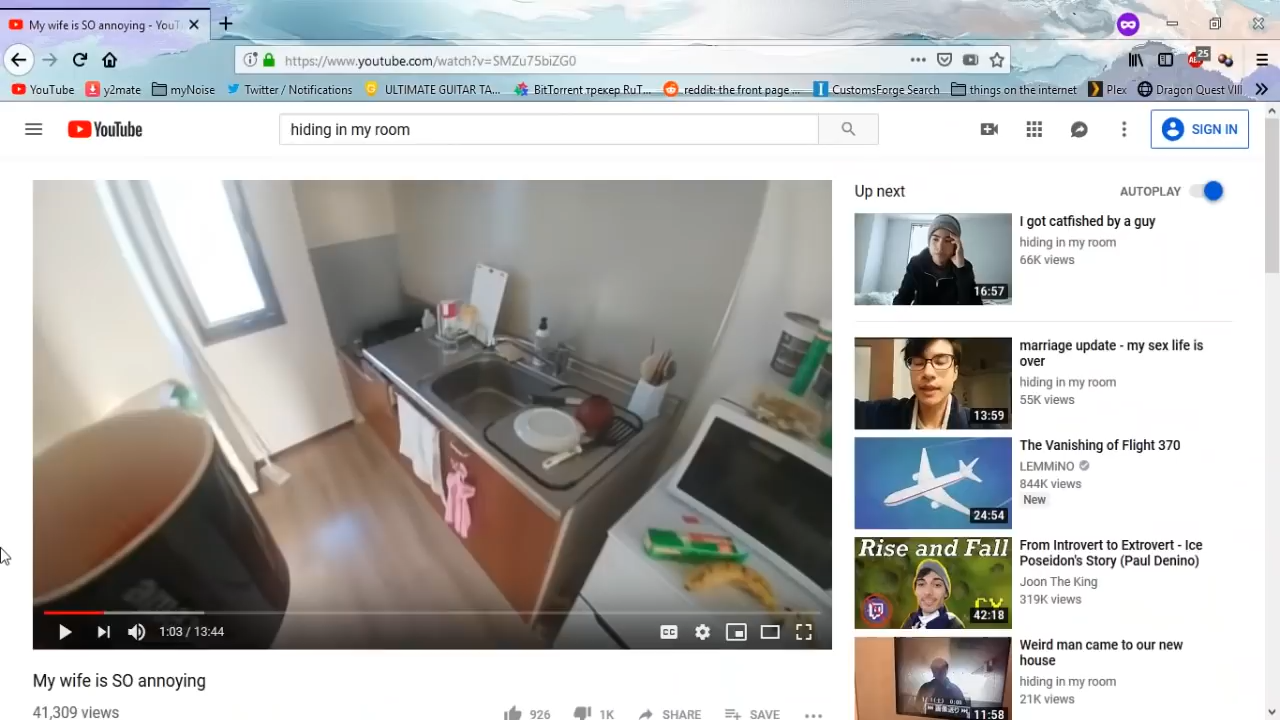 My wife is SO annoying - YouT
https://www.youtube.com/watch?v=SMZu75biZG0
25
YouTube
y2mate
myNoise
Twitter / Notifications
ULTIMATE GUITAR TA...
BitTorrent трекер RuT...
reddit: the front page ...
CustomsForge Search
things on the internet
Plex
Dragon Quest VIII
YouTube
hiding in my room
SIGN IN
Up next
AUTOPLAY
I got catfished by a guy
hiding in my room
66K views
16:57
marriage update - my sex life is
over
hiding in my room
55K views
13:59
The Vanishing of Flight 370
LEMMiNO
844K views
New
24:54
Rise and Fall
From Introvert to Extrovert - Ice
Poseidon's Story (Paul Denino)
Joon The King
319K views
CX
42:18
Weird man came to our new
house
hiding in my room
21K views
11:58
1:03 / 13:44
CC
My wife is SO annoying
41,309 views
926
1K
SHARE
SAVE